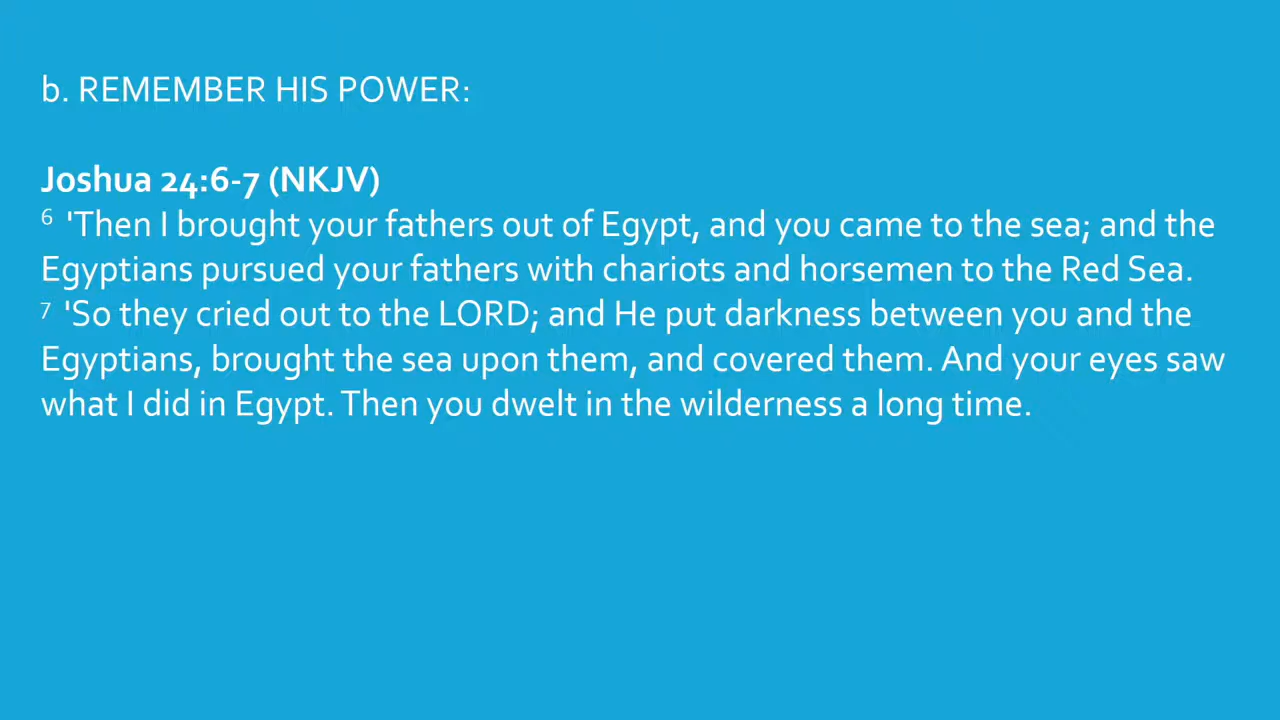 b. REMEMBER HIS POWER:
Joshua 24:6-7 (NKJV)
6 'Then I brought your fathers out of Egypt, and you came to the sea; and the
Egyptians pursued your fathers with chariots and horsemen to the Red Sea.
7 'So they cried out to the LORD; and He put darkness between you and the
Egyptians, brought the sea upon them, and covered them. And your eyes saw
what I did in Egypt. Then you dwelt in the wilderness a long time.